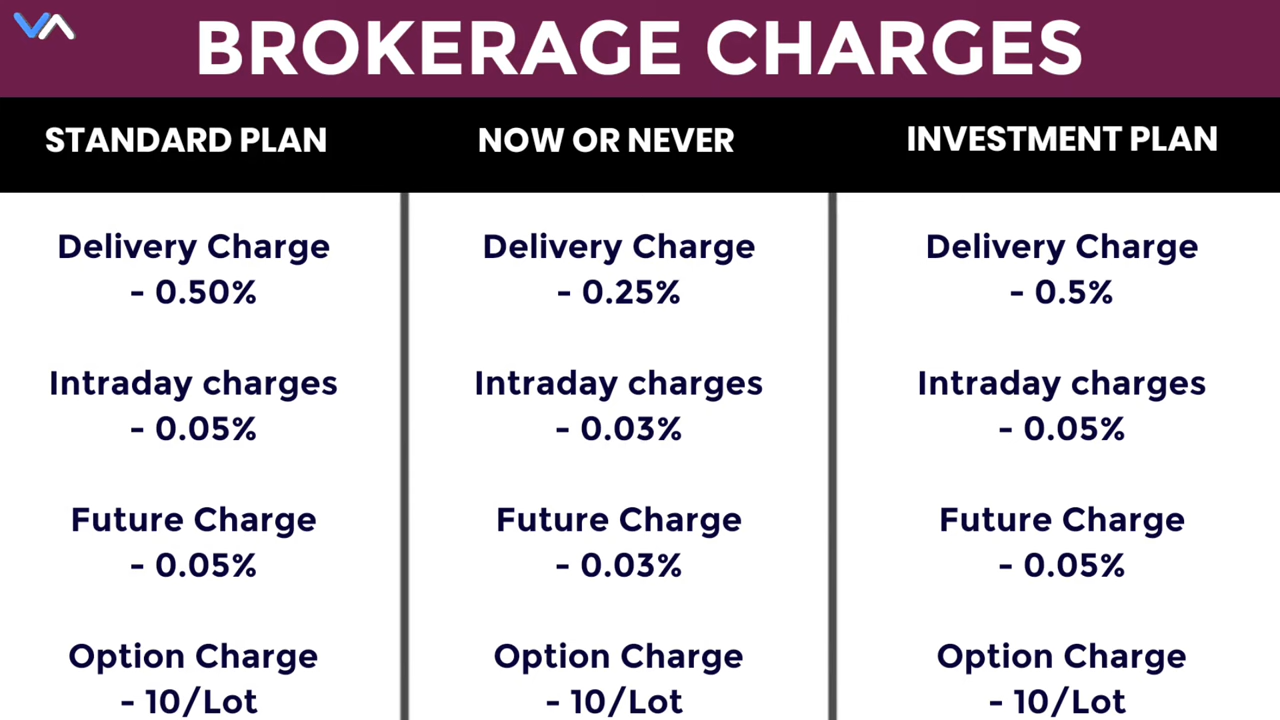 BROKERAGE CHARGES
STANDARD PLAN
Delivery Charge
- 0.50%
Intraday charges
- 0.05%
Future Charge
- 0.05%
Option Charge
- 10/Lot
NOW OR NEVER
Delivery Charge
- 0.25%
Intraday charges
- 0.03%
Future Charge
- 0.03%
Option Charge
- 10/Lot
INVESTMENT PLAN
Delivery Charge
- 0.5%
Intraday charges
- 0.05%
Future Charge
- 0.05%
Option Charge
- 10/Lot